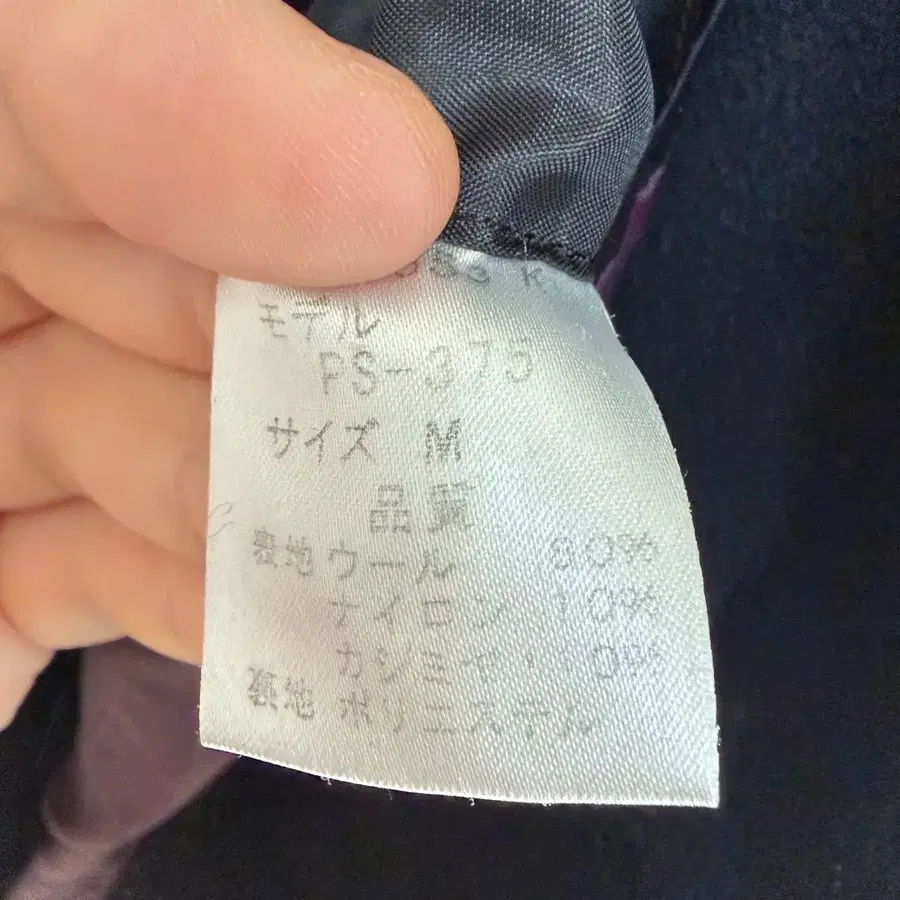 モデル
PS-375
サイズ M
品質
表地 ウール 80%
ナイロン 10%
カシミヤ 10%
裏地 ポリエステル